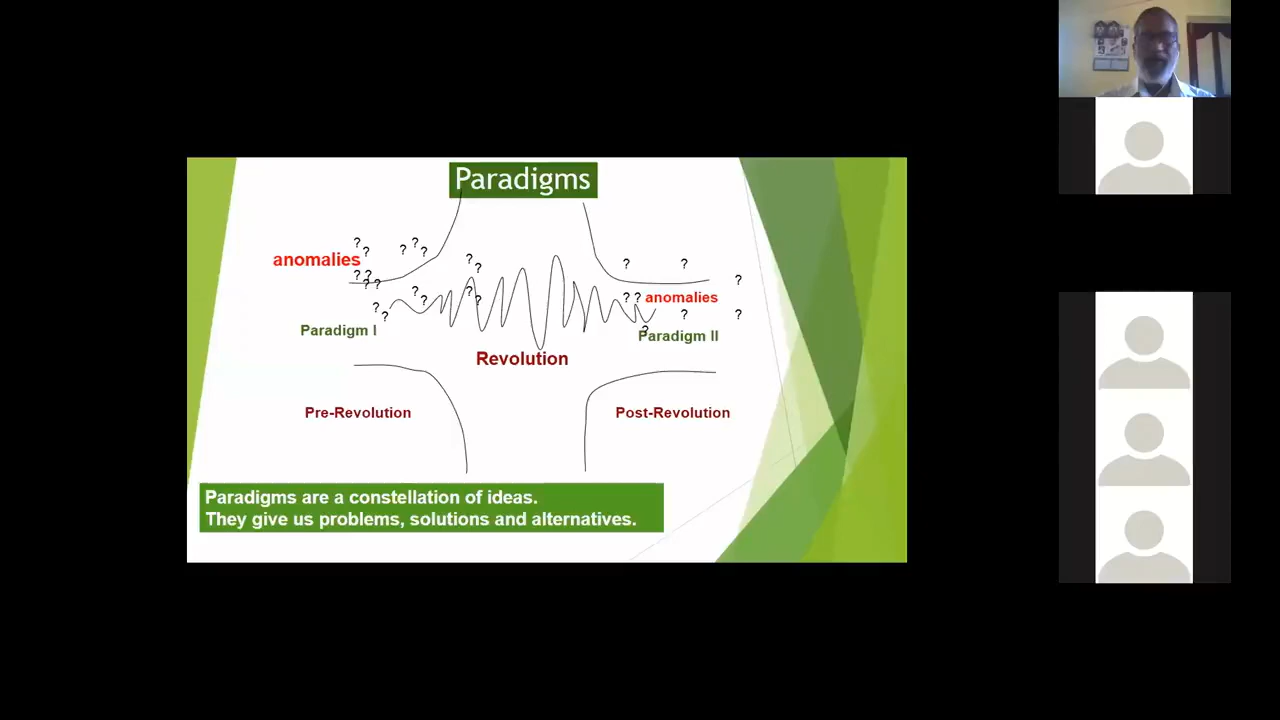 Paradigms
? ? ? ? ?
anomalies
? ? ? ?
? ? ? ?
? ? ? ?
? ? ?
? ? ? anomalies
? ? ? ?
?
Paradigm I
Paradigm II
Revolution
Pre-Revolution
Post-Revolution
Paradigms are a constellation of ideas.
They give us problems, solutions and alternatives.